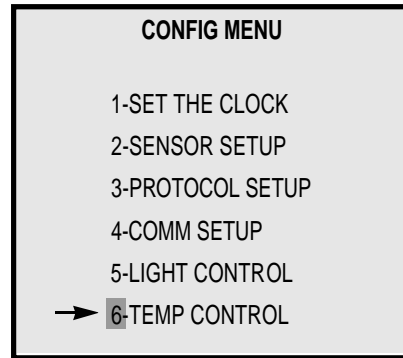 CONFIG MENU
1-SET THE CLOCK
2-SENSOR SETUP
3-PROTOCOL SETUP
4-COMM SETUP
5-LIGHT CONTROL
6-TEMP CONTROL